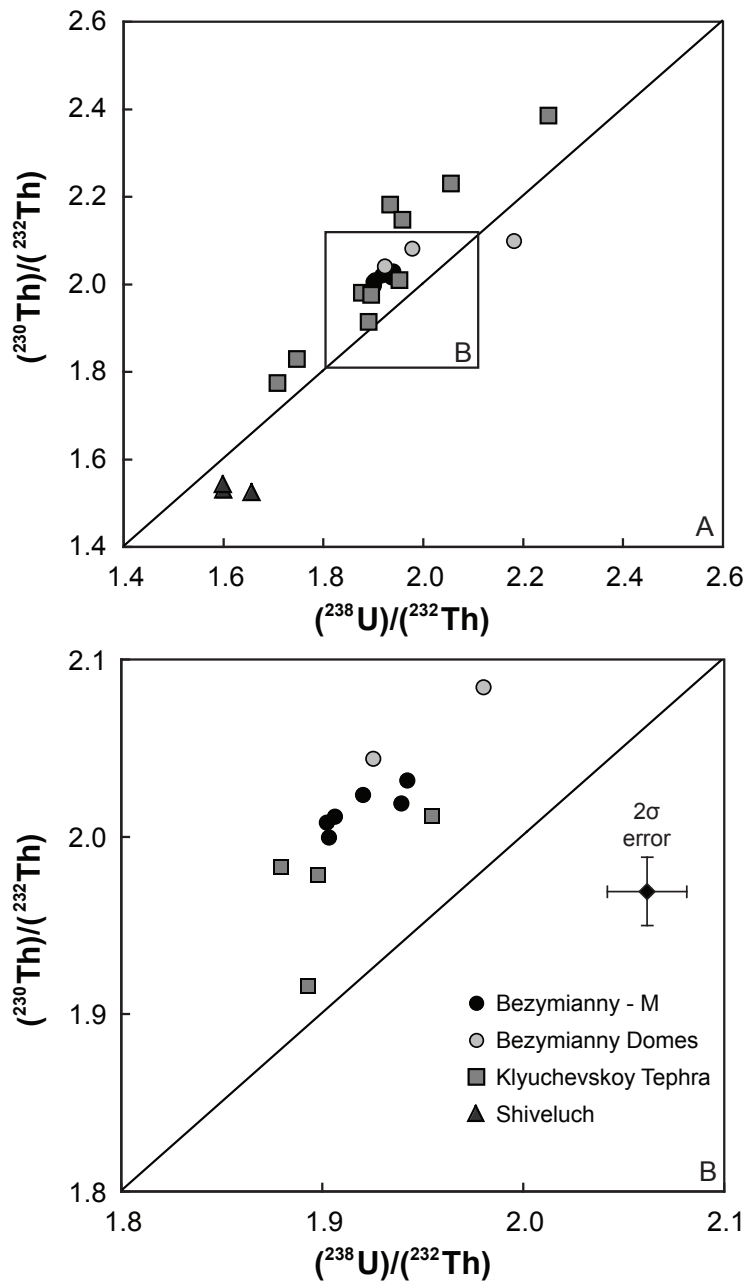 2.6
2.4
2.2
2.0
1.8
1.6
1.4
(²³⁰Th)/(²³²Th)
B
A
1.4 1.6 1.8 2.0 2.2 2.4 2.6
(²³⁸U)/(²³²Th)
2.1
2.0
1.9
1.8
(²³⁰Th)/(²³²Th)
2σ
error
Bezymianny - M
Bezymianny Domes
Klyuchevskoy Tephra
Shiveluch
B
1.8 1.9 2.0 2.1
(²³⁸U)/(²³²Th)